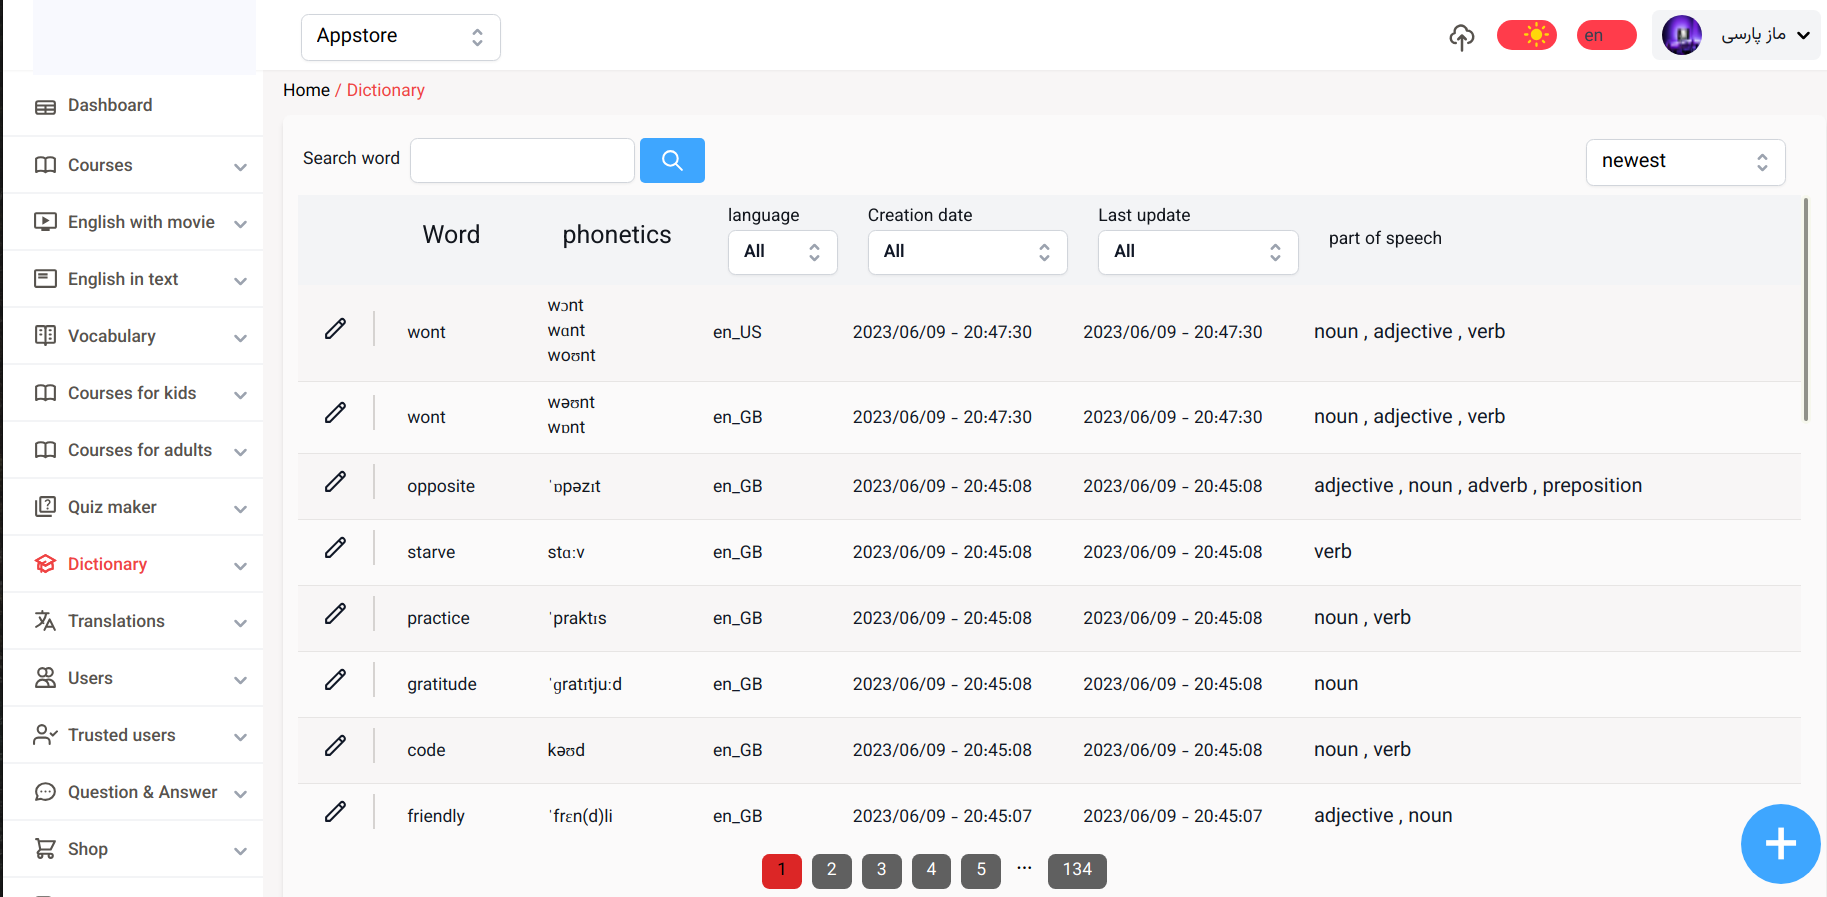 Appstore
en
ماز پارسی
Dashboard
Courses
English with movie
English in text
Vocabulary
Courses for kids
Courses for adults
Quiz maker
Dictionary
Translations
Users
Trusted users
Question & Answer
Shop
Home / Dictionary
Search word
newest
Word phonetics language Creation date Last update part of speech
All All All
wont wɔnt wɑnt woʊnt en_US 2023/06/09 - 20:47:30 2023/06/09 - 20:47:30 noun , adjective , verb
wont wəʊnt wɒnt en_GB 2023/06/09 - 20:47:30 2023/06/09 - 20:47:30 noun , adjective , verb
opposite ˈɒpəzɪt en_GB 2023/06/09 - 20:45:08 2023/06/09 - 20:45:08 adjective , noun , adverb , preposition
starve stɑːv en_GB 2023/06/09 - 20:45:08 2023/06/09 - 20:45:08 verb
practice ˈpraktɪs en_GB 2023/06/09 - 20:45:08 2023/06/09 - 20:45:08 noun , verb
gratitude ˈɡratɪtjuːd en_GB 2023/06/09 - 20:45:08 2023/06/09 - 20:45:08 noun
code kəʊd en_GB 2023/06/09 - 20:45:08 2023/06/09 - 20:45:08 noun , verb
friendly ˈfrɛn(d)li en_GB 2023/06/09 - 20:45:07 2023/06/09 - 20:45:07 adjective , noun
1 2 3 4 5 ... 134